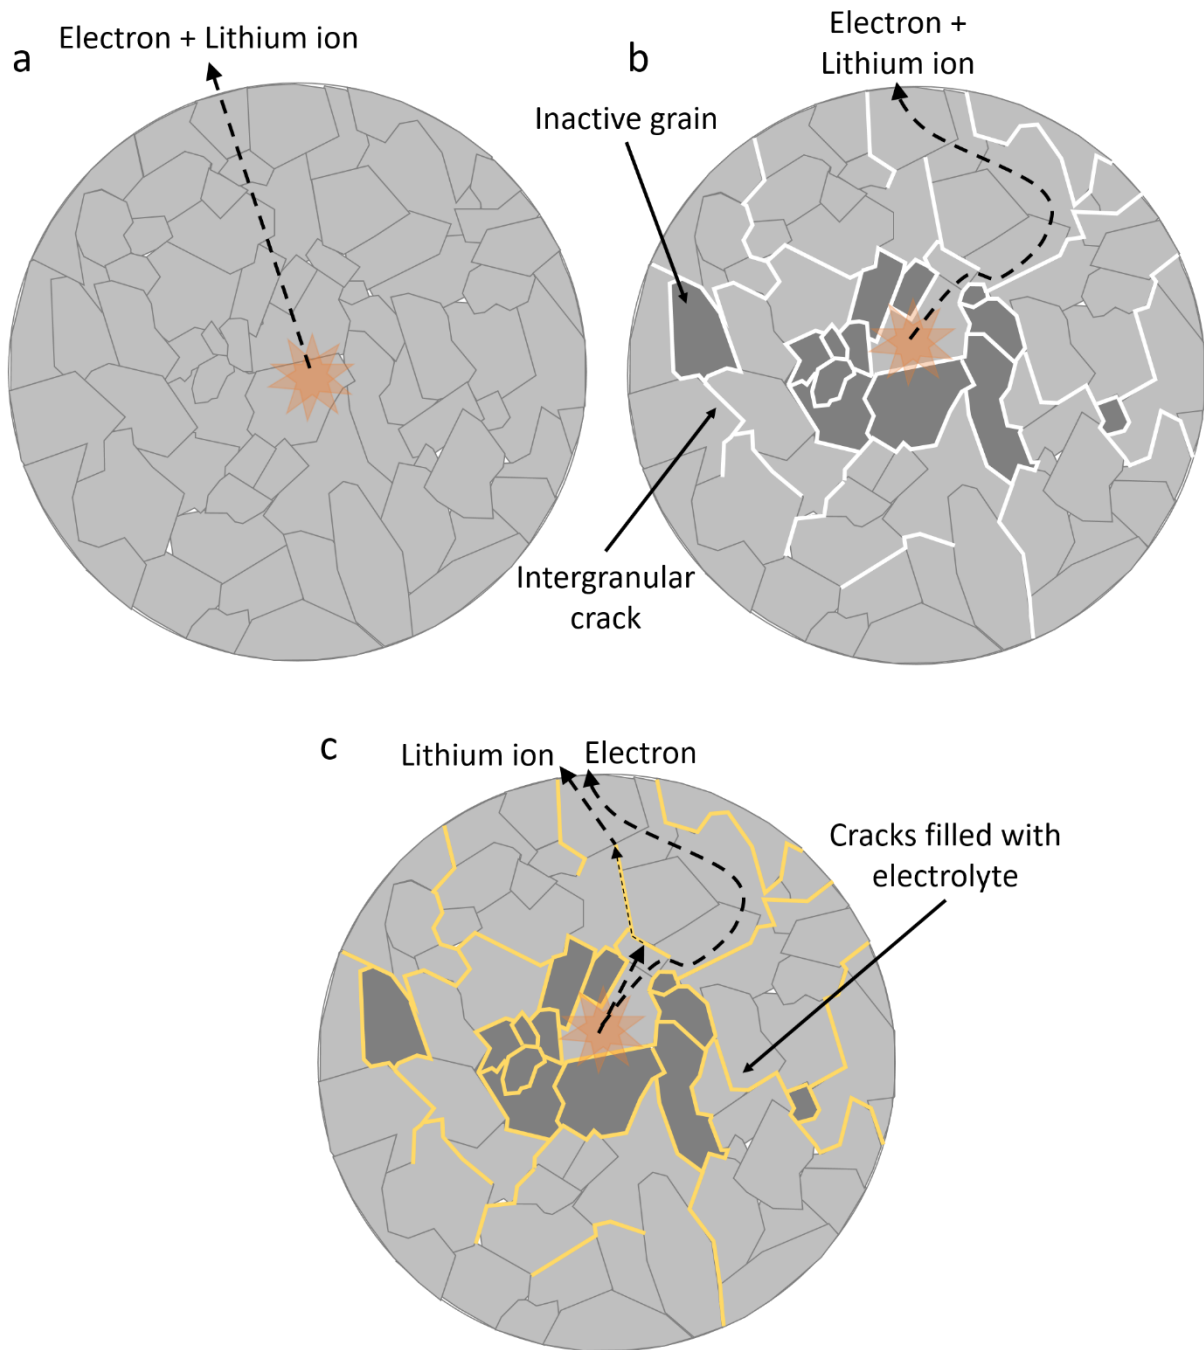 a
Electron + Lithium ion
b
Electron +
Lithium ion
Inactive grain
Intergranular
crack
c
Lithium ion
Electron
Cracks filled with
electrolyte